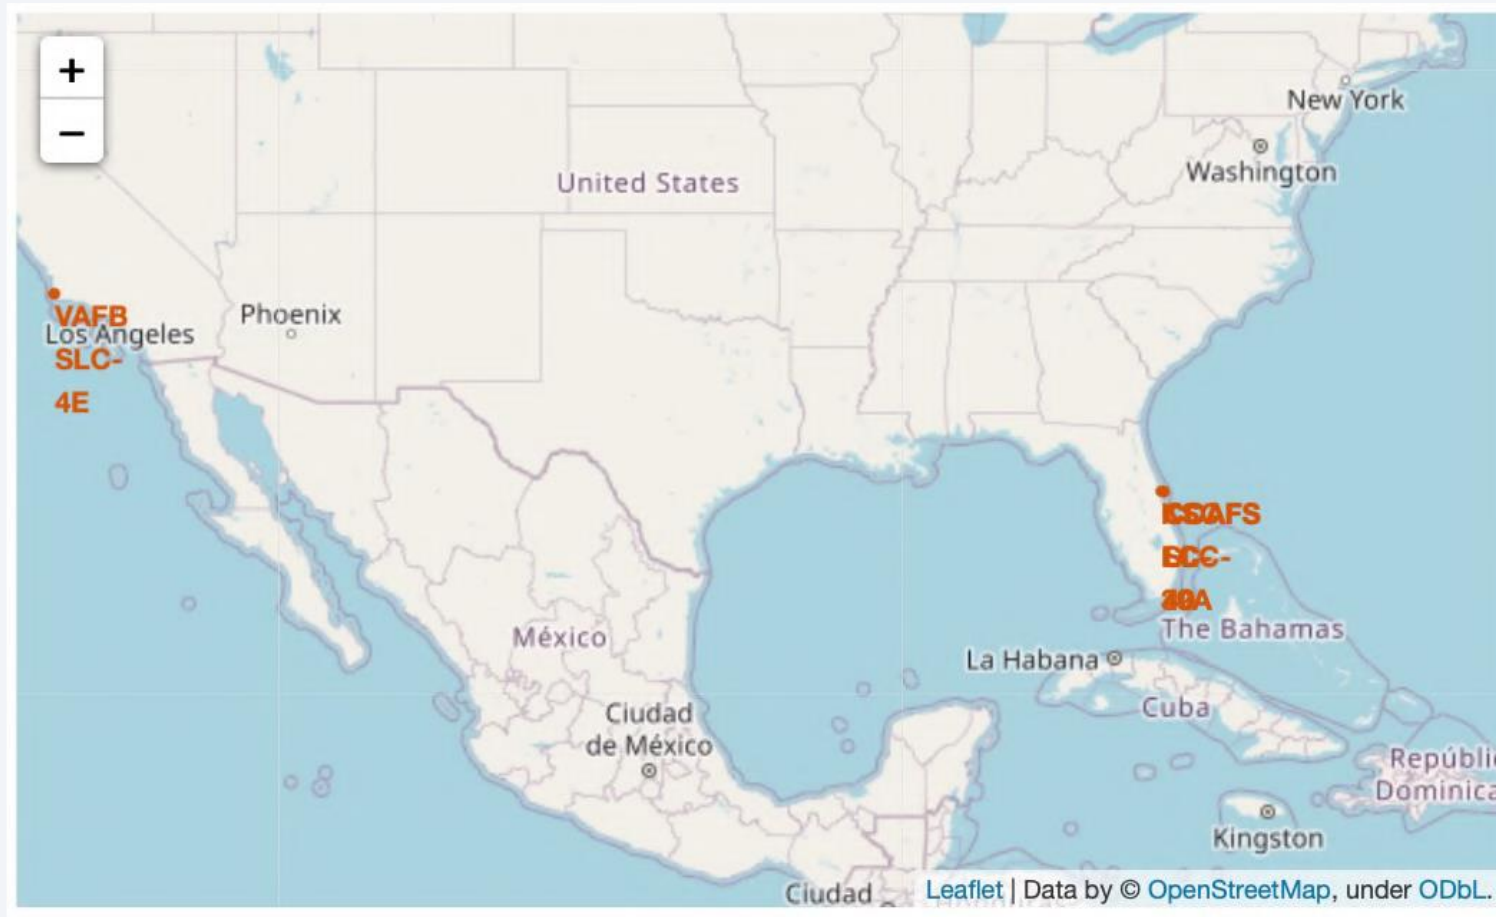 +
−
New York
Washington
United States
VAFB
Los Angeles
SLC-
4E
Phoenix
The Bahamas
México
La Habana
Cuba
Ciudad
de México
Kingston
Ciudad
Leaflet | Data by © OpenStreetMap, under ODbL.